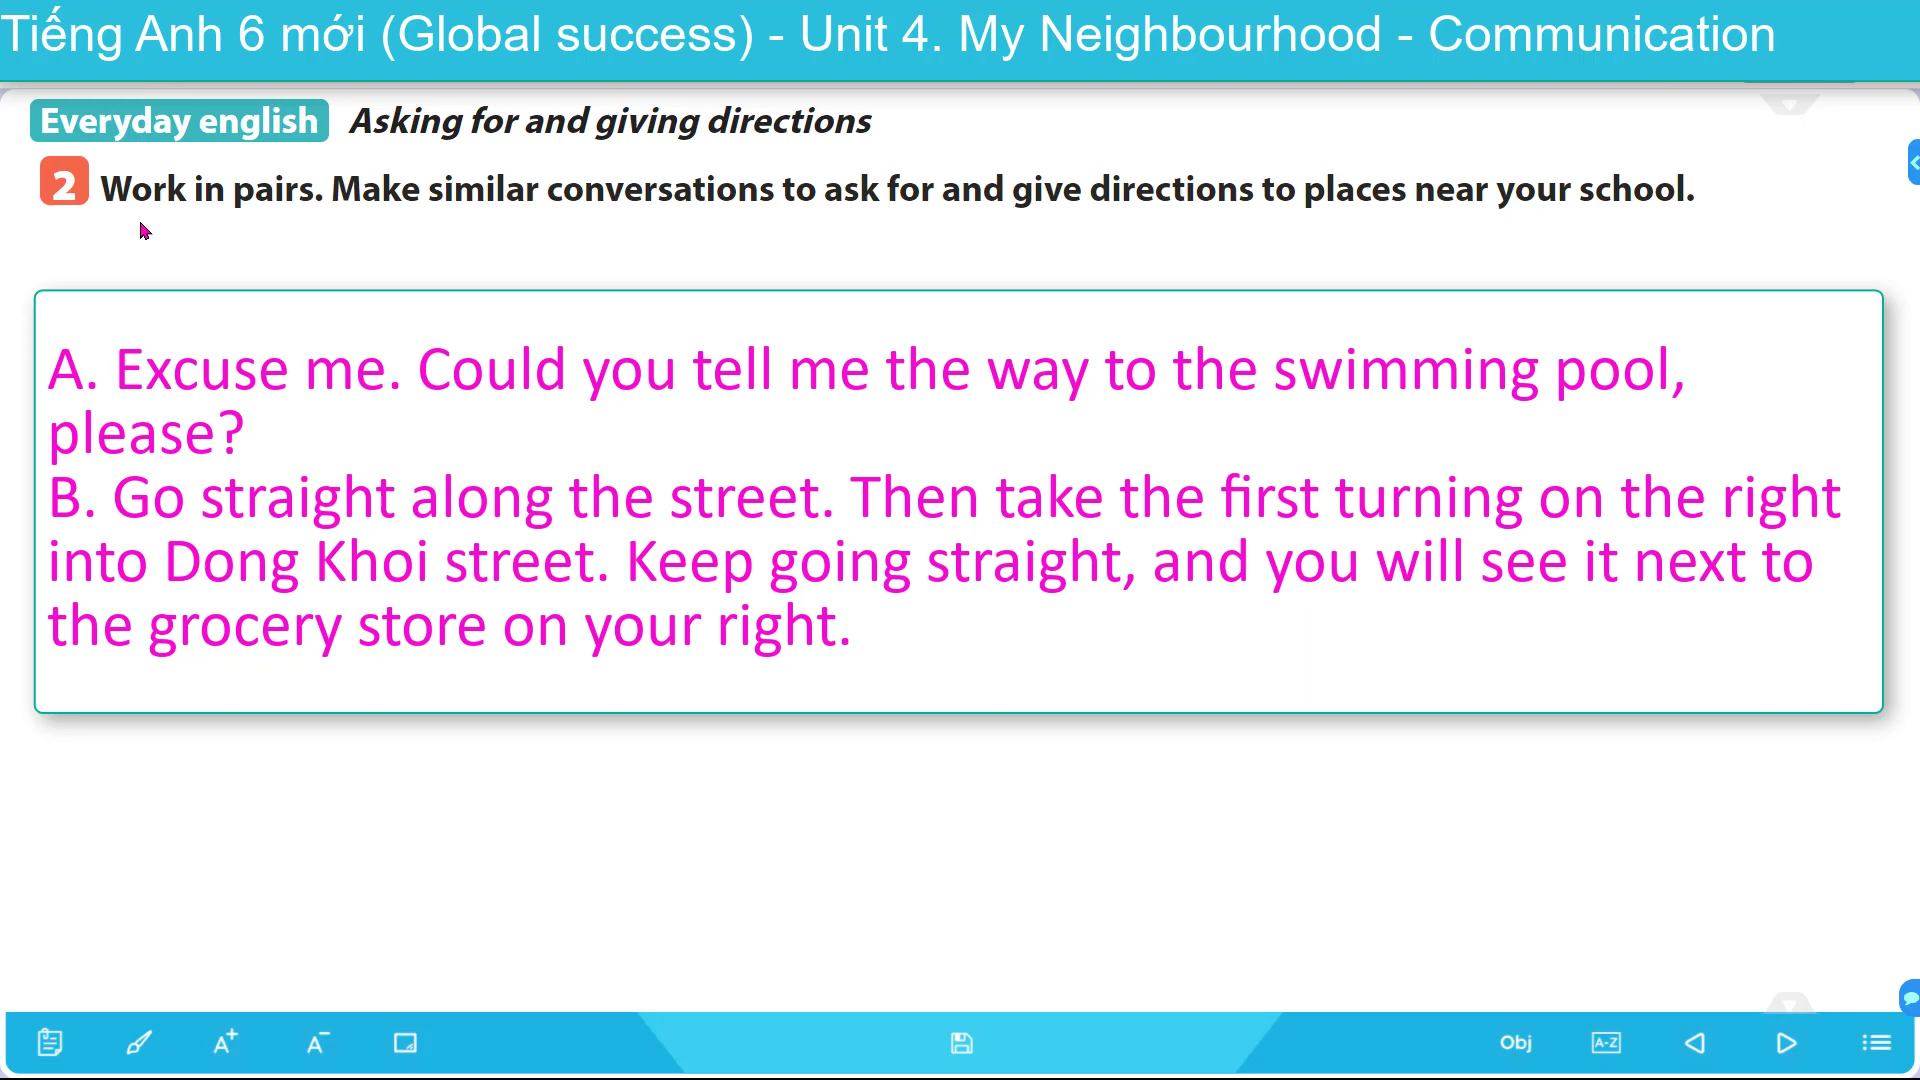 Tiếng Anh 6 mới (Global success) - Unit 4. My Neighbourhood - Communication
Everyday english Asking for and giving directions
2 Work in pairs. Make similar conversations to ask for and give directions to places near your school.
A. Excuse me. Could you tell me the way to the swimming pool,
please?
B. Go straight along the street. Then take the first turning on the right
into Dong Khoi street. Keep going straight, and you will see it next to
the grocery store on your right.
A+ A- Obj A-Z